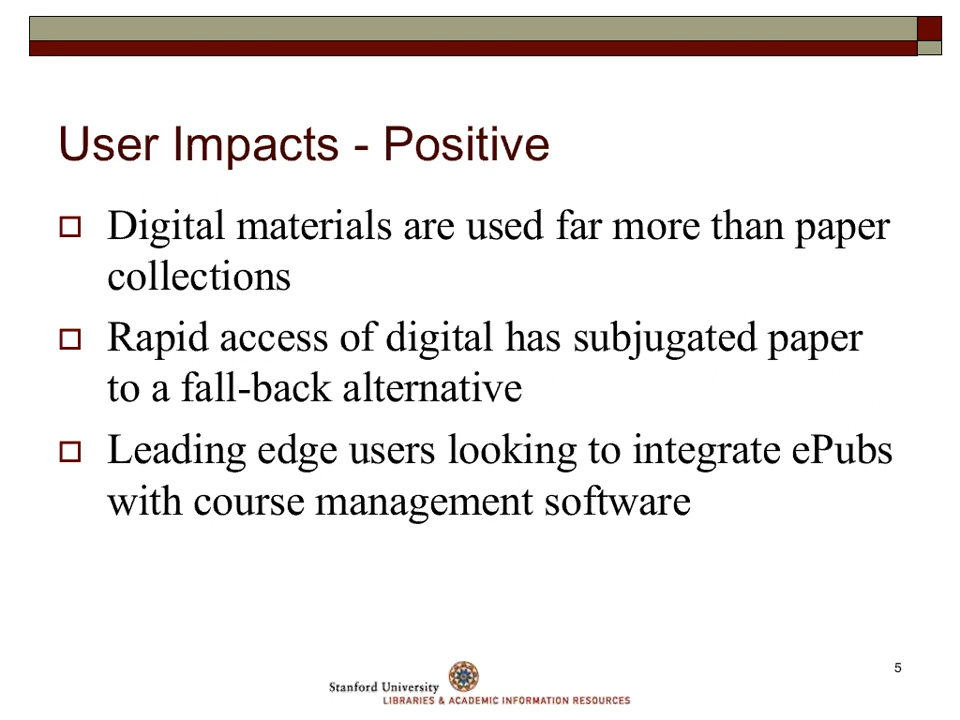 User Impacts - Positive
Digital materials are used far more than paper
collections
Rapid access of digital has subjugated paper
to a fall-back alternative
Leading edge users looking to integrate ePubs
with course management software
5
Stanford University
LIBRARIES & ACADEMIC INFORMATION RESOURCES